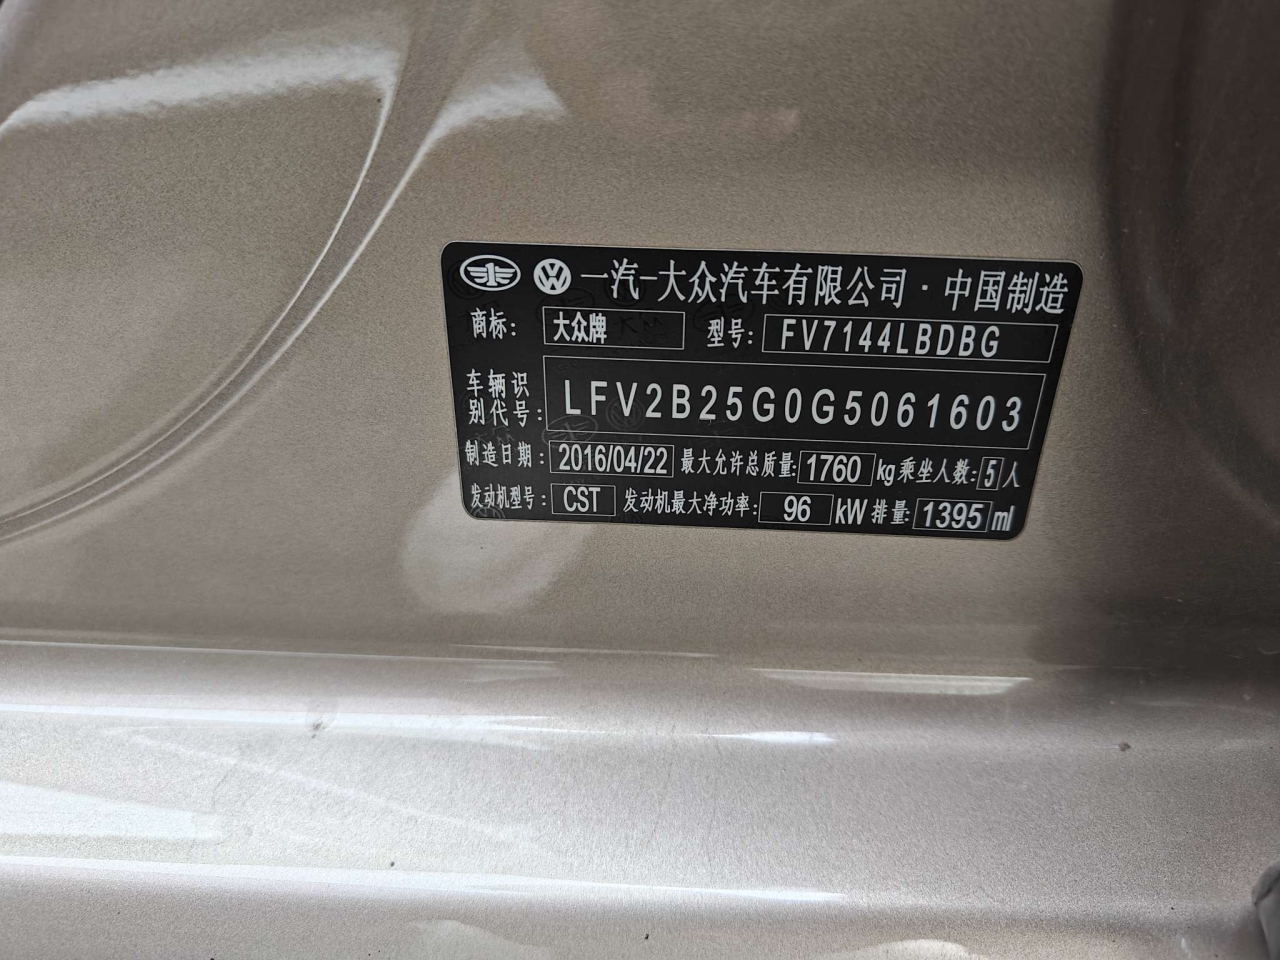 一汽-大众汽车有限公司·中国制造
商标: 大众牌 型号: FV7144LBDBG
车辆识别代号: LFV2B25G0G5061603
制造日期: 2016/04/22 最大允许总质量: 1760 kg 乘坐人数: 5 人
发动机型号: CST 发动机最大净功率: 96 kW 排量: 1395 ml